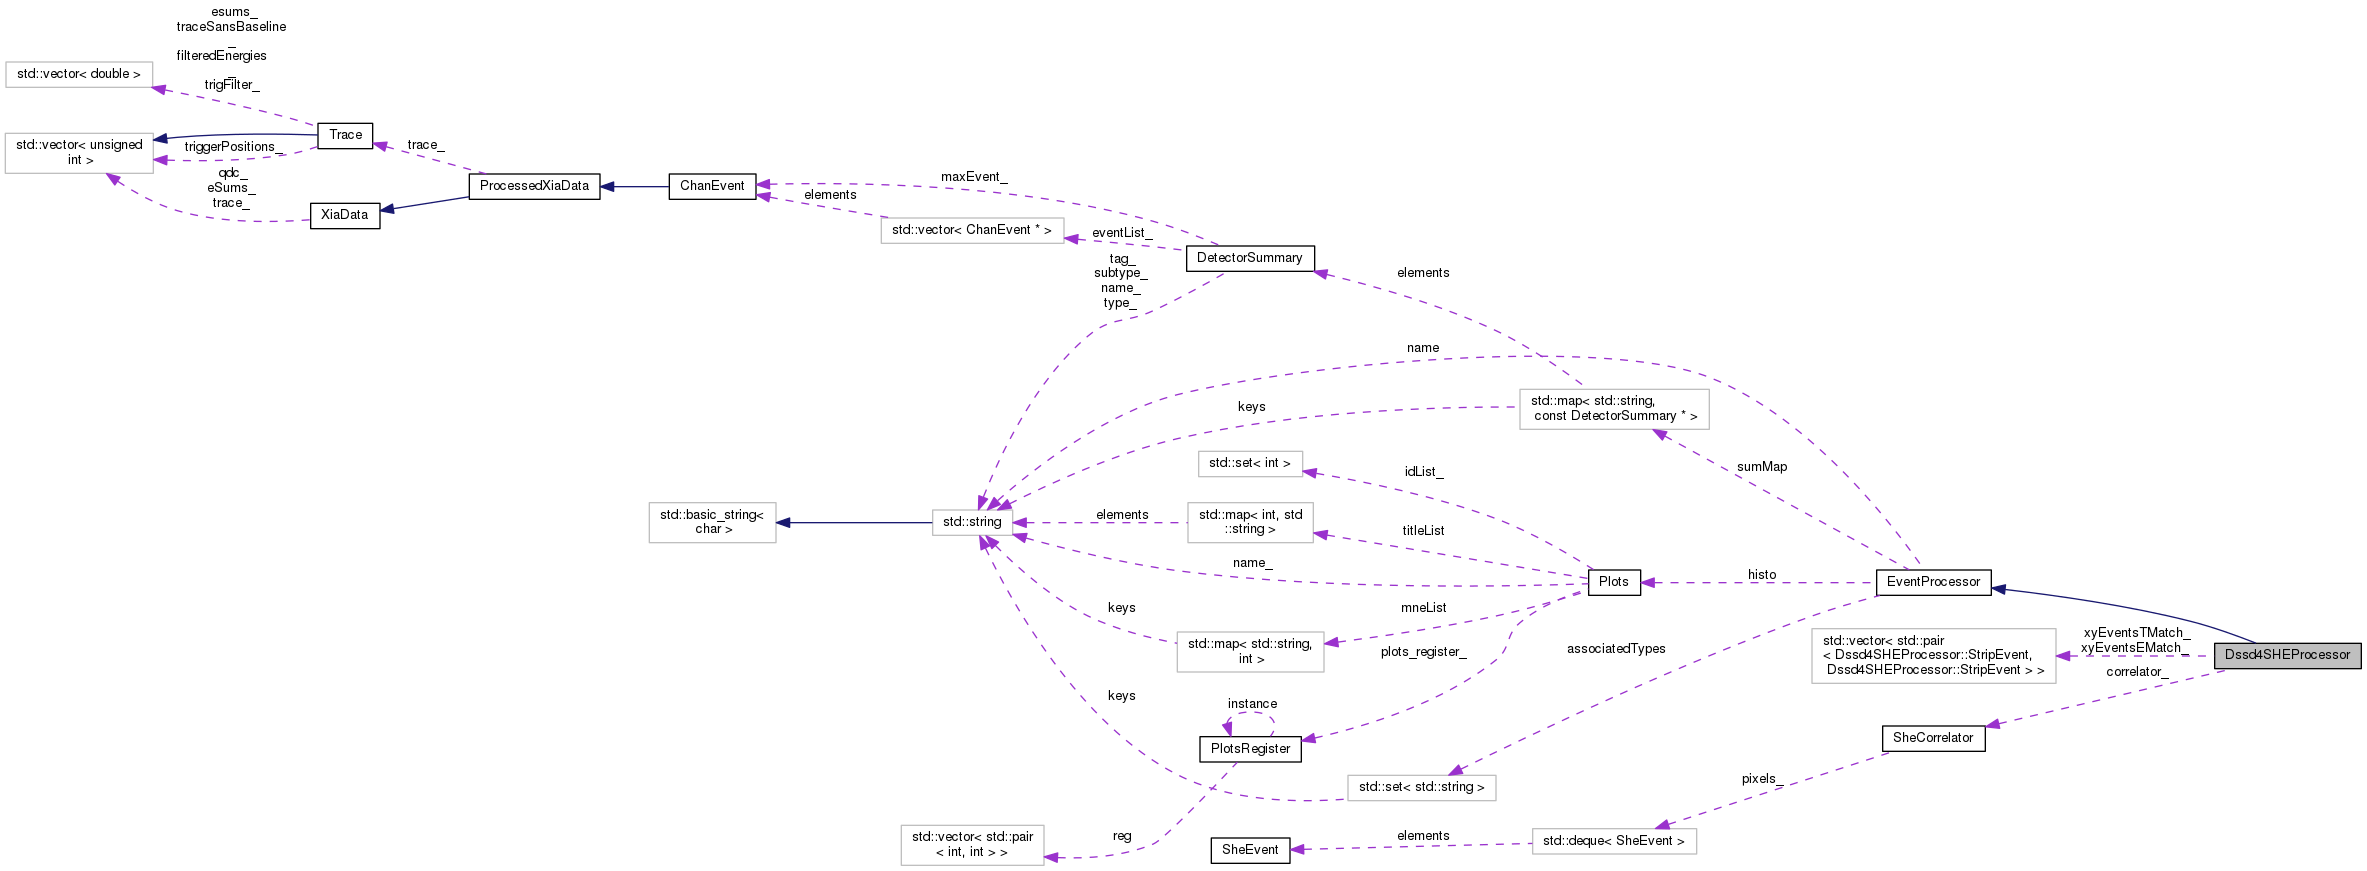 esums_
traceSansBaseline
_
filteredEnergies
_
trigFilter_
std::vector< double >
Trace
std::vector< unsigned
int >
triggerPositions_
trace_
qdc_
eSums_
trace_
ProcessedXiaData
ChanEvent
XiaData
maxEvent_
elements
std::vector< ChanEvent * >
eventList_
DetectorSummary
tag_
subtype_
name_
type_
elements
name
std::map< std::string,
const DetectorSummary * >
keys
std::set< int >
idList_
sumMap
std::basic_string<
char >
std::string
elements
std::map< int, std
::string >
titleList
name_
Plots
histo
EventProcessor
keys
mneList
std::map< std::string,
int >
plots_register_
associatedTypes
std::vector< std::pair
< Dssd4SHEProcessor::StripEvent,
Dssd4SHEProcessor::StripEvent > >
xyEventsTMatch_
xyEventsEMatch_
Dssd4SHEProcessor
correlator_
keys
instance
PlotsRegister
SheCorrelator
std::set< std::string >
pixels_
reg
std::vector< std::pair
< int, int > >
SheEvent
elements
std::deque< SheEvent >